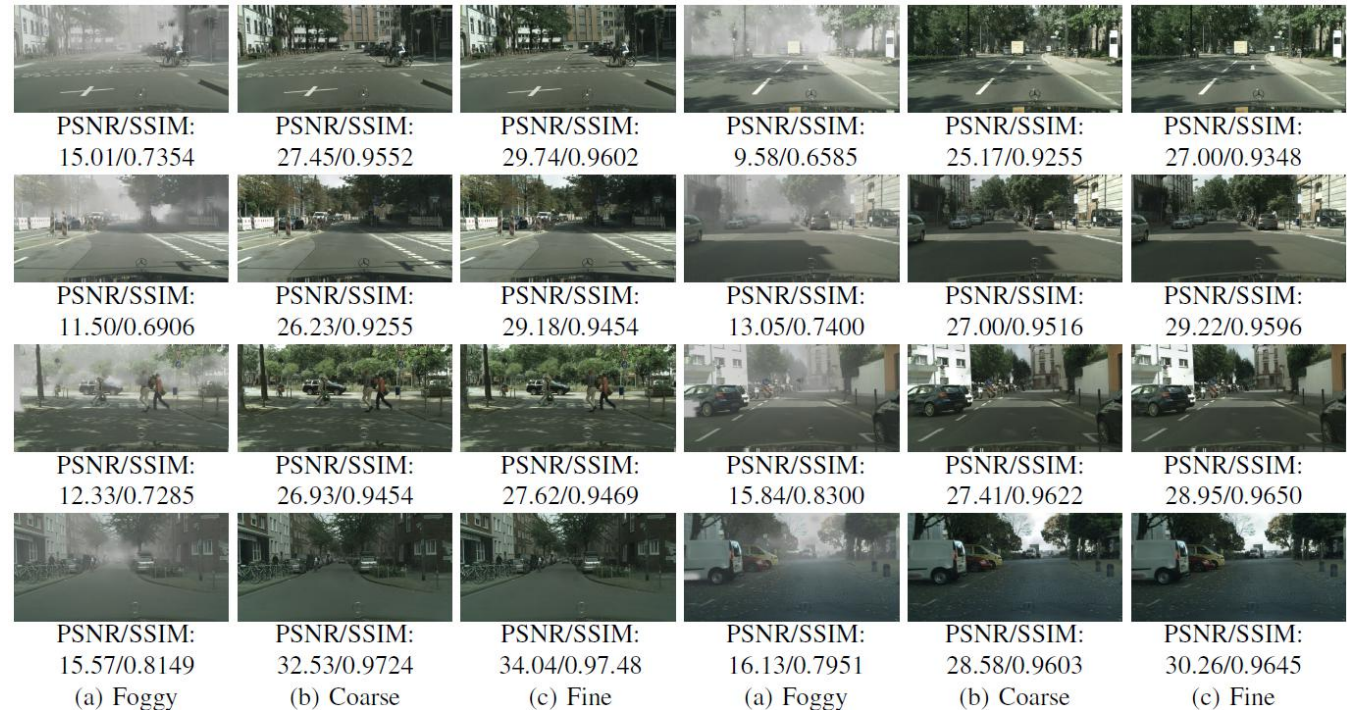 PSNR/SSIM: PSNR/SSIM: PSNR/SSIM: PSNR/SSIM: PSNR/SSIM: PSNR/SSIM:
15.01/0.7354 27.45/0.9552 29.74/0.9602 9.58/0.6585 25.17/0.9255 27.00/0.9348
PSNR/SSIM: PSNR/SSIM: PSNR/SSIM: PSNR/SSIM: PSNR/SSIM: PSNR/SSIM:
11.50/0.6906 26.23/0.9255 29.18/0.9454 13.05/0.7400 27.00/0.9516 29.22/0.9596
PSNR/SSIM: PSNR/SSIM: PSNR/SSIM: PSNR/SSIM: PSNR/SSIM: PSNR/SSIM:
12.33/0.7285 26.93/0.9454 27.62/0.9469 15.84/0.8300 27.41/0.9622 28.95/0.9650
PSNR/SSIM: PSNR/SSIM: PSNR/SSIM: PSNR/SSIM: PSNR/SSIM: PSNR/SSIM:
15.57/0.8149 32.53/0.9724 34.04/0.97.48 16.13/0.7951 28.58/0.9603 30.26/0.9645
(a) Foggy (b) Coarse (c) Fine (a) Foggy (b) Coarse (c) Fine